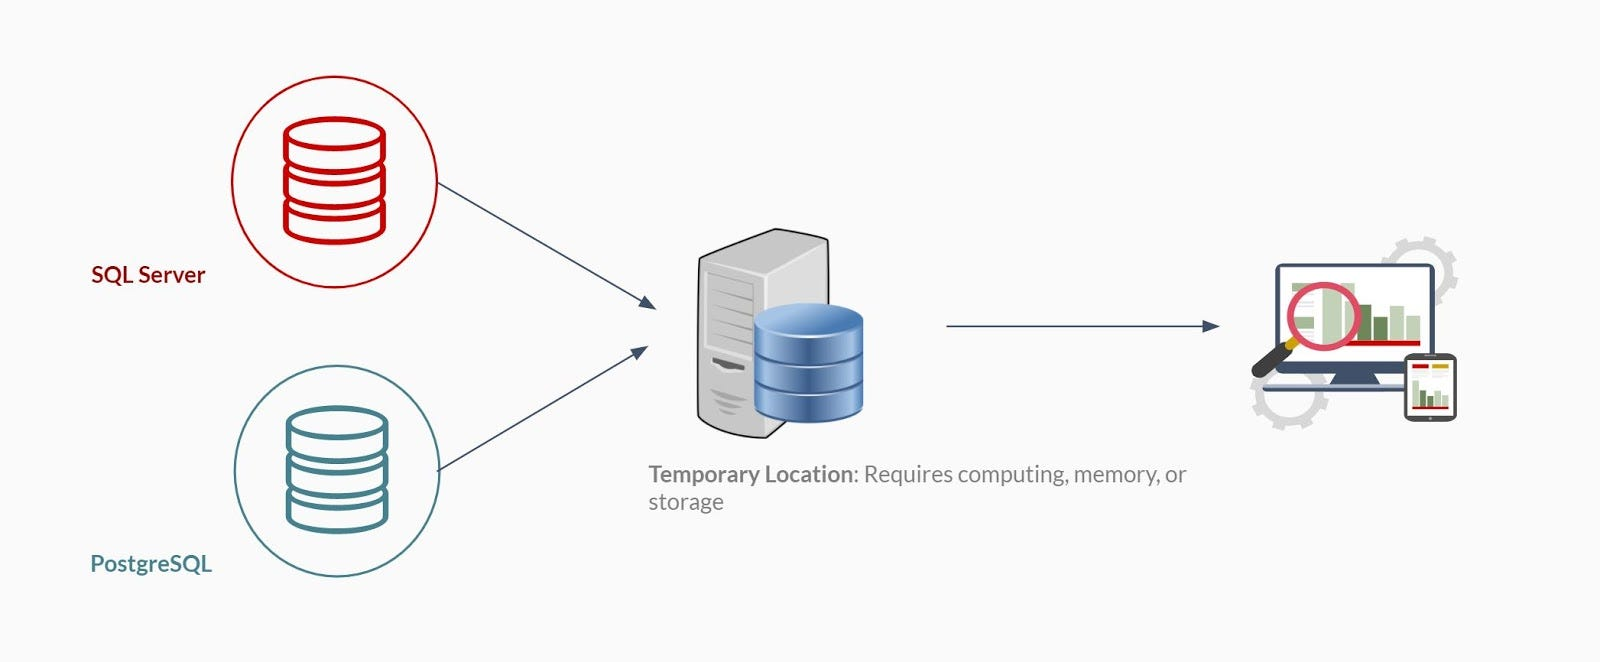 SQL Server
PostgreSQL
Temporary Location: Requires computing, memory, or
storage